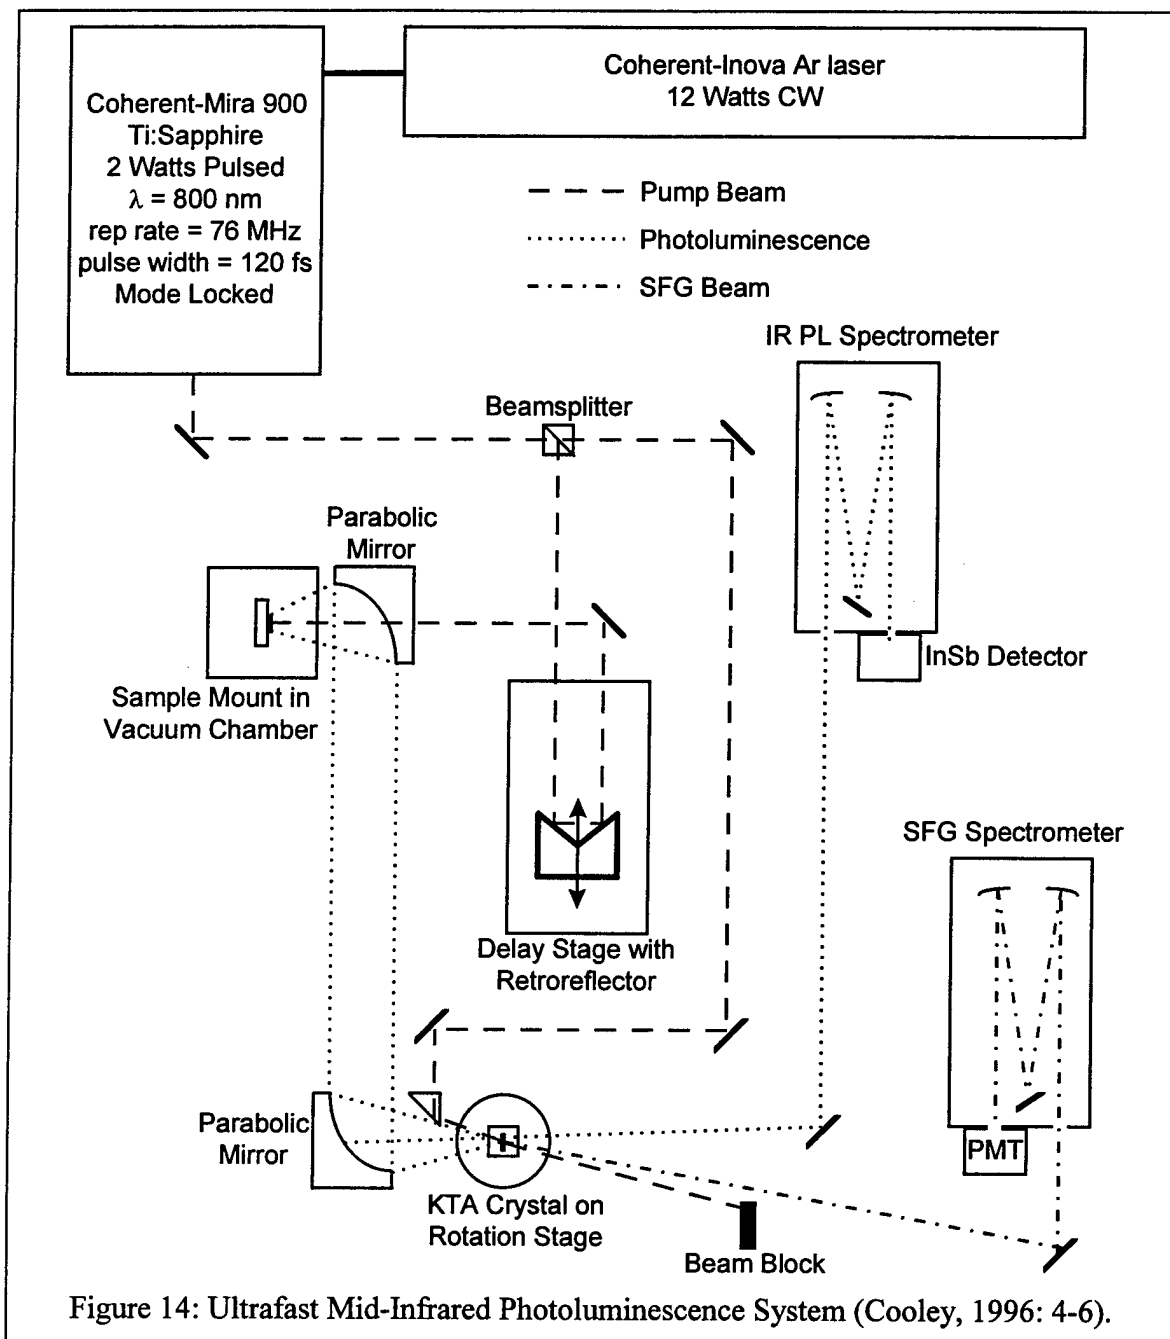 Coherent-Mira 900
Ti:Sapphire
2 Watts Pulsed
λ = 800 nm
rep rate = 76 MHz
pulse width = 120 fs
Mode Locked
Coherent-Inova Ar laser
12 Watts CW
Pump Beam
Photoluminescence
SFG Beam
IR PL Spectrometer
Beamsplitter
Parabolic
Mirror
InSb Detector
Sample Mount in
Vacuum Chamber
SFG Spectrometer
Delay Stage with
Retroreflector
Parabolic
Mirror
PMT
KTA Crystal on
Rotation Stage
Beam Block
Figure 14: Ultrafast Mid-Infrared Photoluminescence System (Cooley, 1996: 4-6).